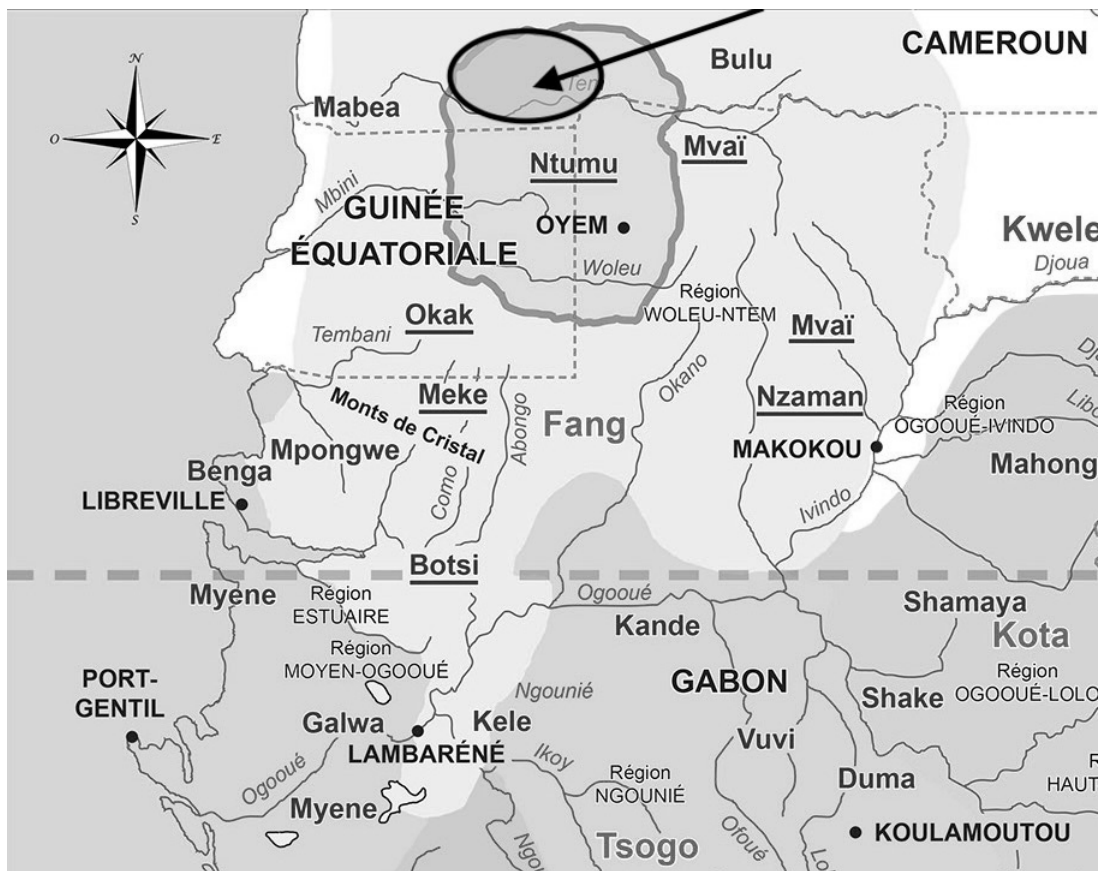 N
O
E
S
CAMEROUN
Bulu
Mabea
Mvaï
Ntumu
Mbini
GUINÉE
ÉQUATORIALE
OYEM
Kwele
Djoua
Woleu
Région
WOLEU-NTEM
Okak
Tembani
Mvaï
Okano
Meke
Nzaman
Monts de Cristal
Abongo
Fang
Région
OGOOUÉ-IVINDO
Mpongwe
MAKOKOU
Mahong
Benga
LIBREVILLE
Como
Ivindo
Botsi
Myene
Région
ESTUAIRE
Ogooué
Kande
Shamaya
Kota
Région
MOYEN-OGOOUÉ
Région
OGOOUÉ-LOLO
PORT-
GENTIL
Ngounié
GABON
Shake
Galwa
Kele
LAMBARÉNÉ
Vuvi
Ikoy
Ogooué
Région
NGOUNIÉ
Duma
HAUT
Myene
Tsogo
Ofoué
KOULAMOUTOU